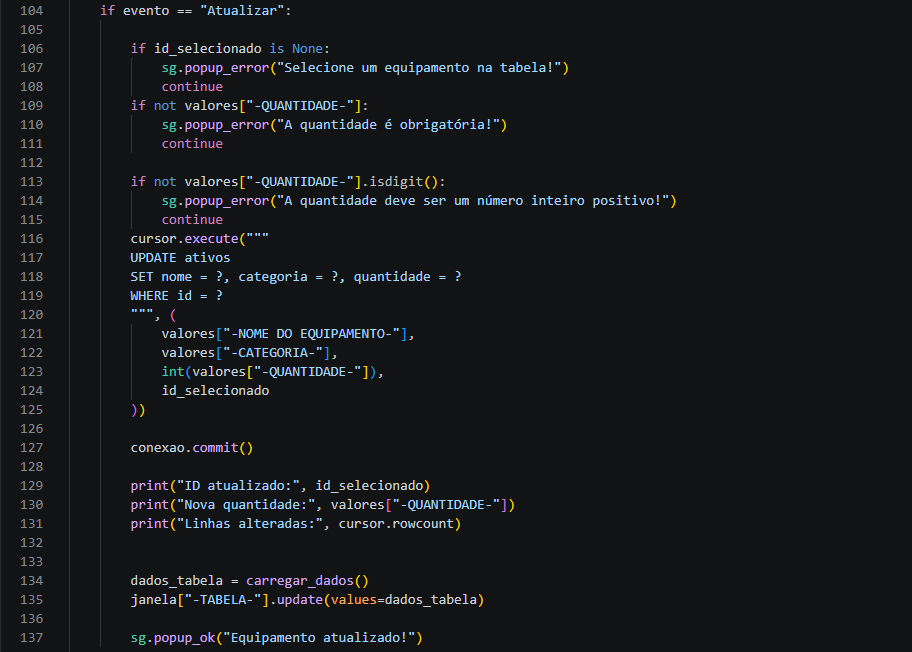 104 if evento == "Atualizar":
105
106 if id_selecionado is None:
107 sg.popup_error("Selecione um equipamento na tabela!")
108 continue
109 if not valores["-QUANTIDADE-"]:
110 sg.popup_error("A quantidade é obrigatória!")
111 continue
112
113 if not valores["-QUANTIDADE-"].isdigit():
114 sg.popup_error("A quantidade deve ser um número inteiro positivo!")
115 continue
116 cursor.execute("""
117 UPDATE ativos
118 SET nome = ?, categoria = ?, quantidade = ?
119 WHERE id = ?
120 """, (
121 valores["-NOME DO EQUIPAMENTO-"],
122 valores["-CATEGORIA-"],
123 int(valores["-QUANTIDADE-"]),
124 id_selecionado
125 ))
126
127 conexao.commit()
128
129 print("ID atualizado:", id_selecionado)
130 print("Nova quantidade:", valores["-QUANTIDADE-"])
131 print("Linhas alteradas:", cursor.rowcount)
132
133
134 dados_tabela = carregar_dados()
135 janela["-TABELA-"].update(values=dados_tabela)
136
137 sg.popup_ok("Equipamento atualizado!")